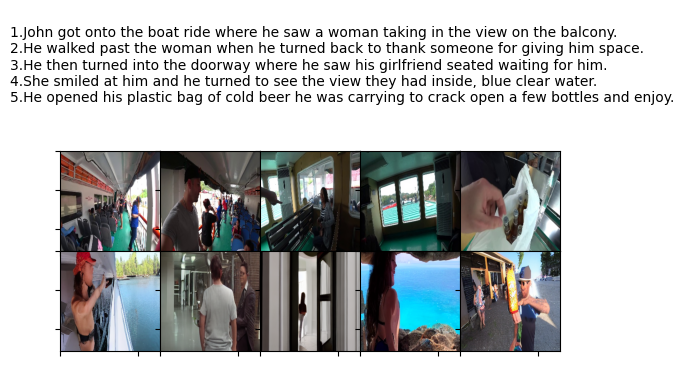 1.John got onto the boat ride where he saw a woman taking in the view on the balcony.
2.He walked past the woman when he turned back to thank someone for giving him space.
3.He then turned into the doorway where he saw his girlfriend seated waiting for him.
4.She smiled at him and he turned to see the view they had inside, blue clear water.
5.He opened his plastic bag of cold beer he was carrying to crack open a few bottles and enjoy.